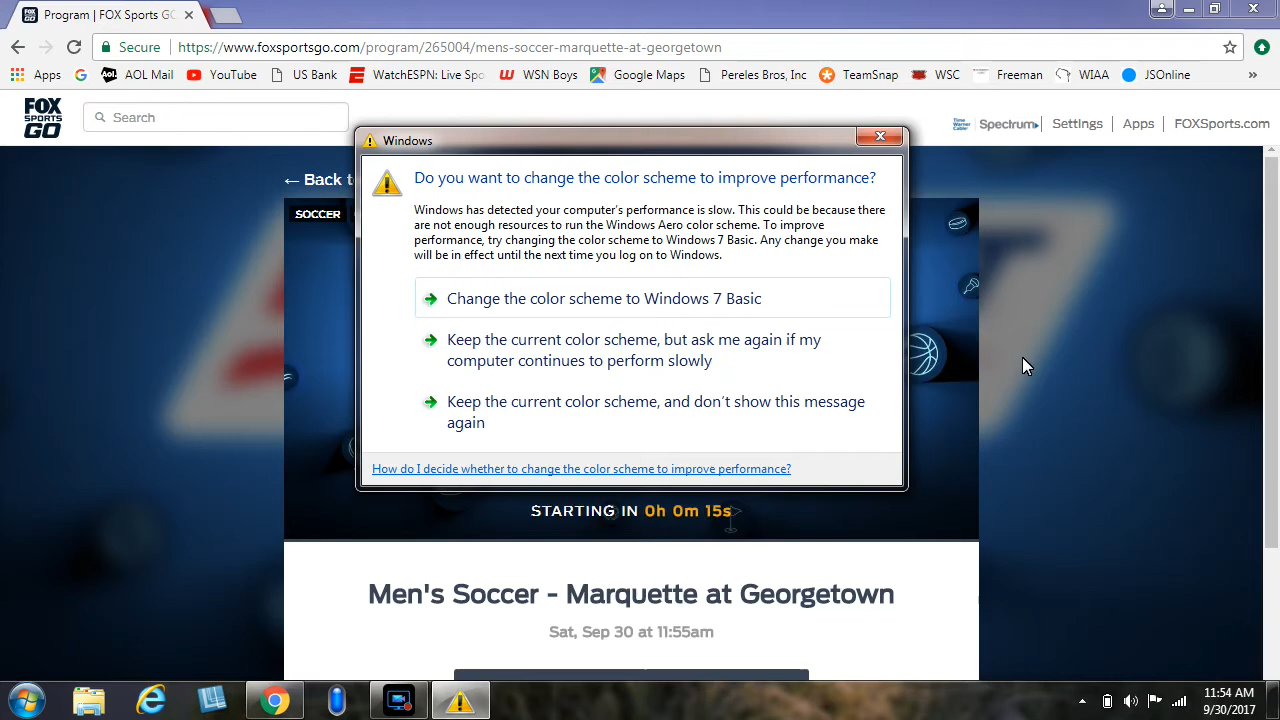 Program | FOX Sports GO
Secure https://www.foxsportsgo.com/program/265004/mens-soccer-marquette-at-georgetown
Apps AOL Mail YouTube US Bank WatchESPN: Live Spo WSN Boys Google Maps Pereles Bros, In TeamSnap WSC Freeman WIAA JSOnline »
FOX SPORTS GO
Search
Time Warner Cable Spectrum Settings Apps FOXSports.com
Windows
← Back t
SOCCER
Do you want to change the color scheme to improve performance?
Windows has detected your computer's performance is slow. This could be because there
are not enough resources to run the Windows Aero color scheme. To improve
performance, try changing the color scheme to Windows 7 Basic. Any change you make
will be in effect until the next time you log on to Windows.
Change the color scheme to Windows 7 Basic
Keep the current color scheme, but ask me again if my
computer continues to perform slowly
Keep the current color scheme, and don't show this message
again
How do I decide whether to change the color scheme to improve performance?
STARTING IN 0h 0m 15s
Men's Soccer - Marquette at Georgetown
Sat, Sep 30 at 11:55am
11:54 AM
9/30/2017